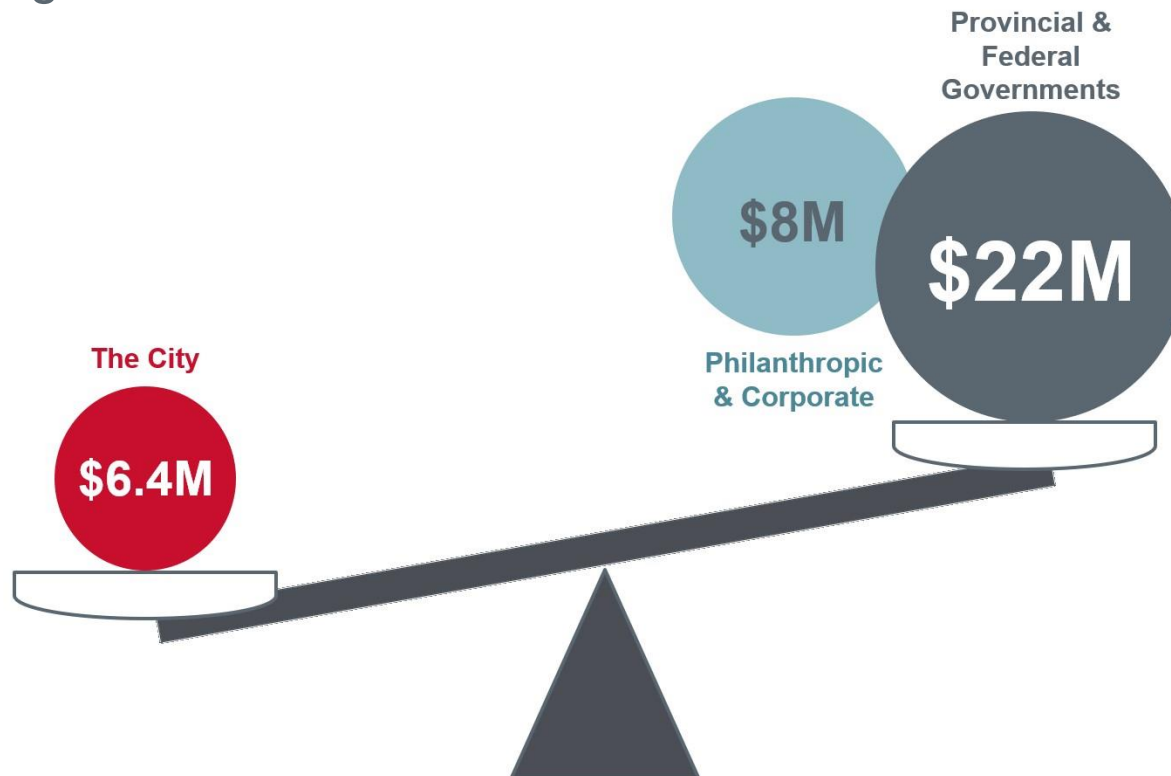 Provincial &
Federal
Governments
$8M
$22M
Philanthropic
& Corporate
The City
$6.4M